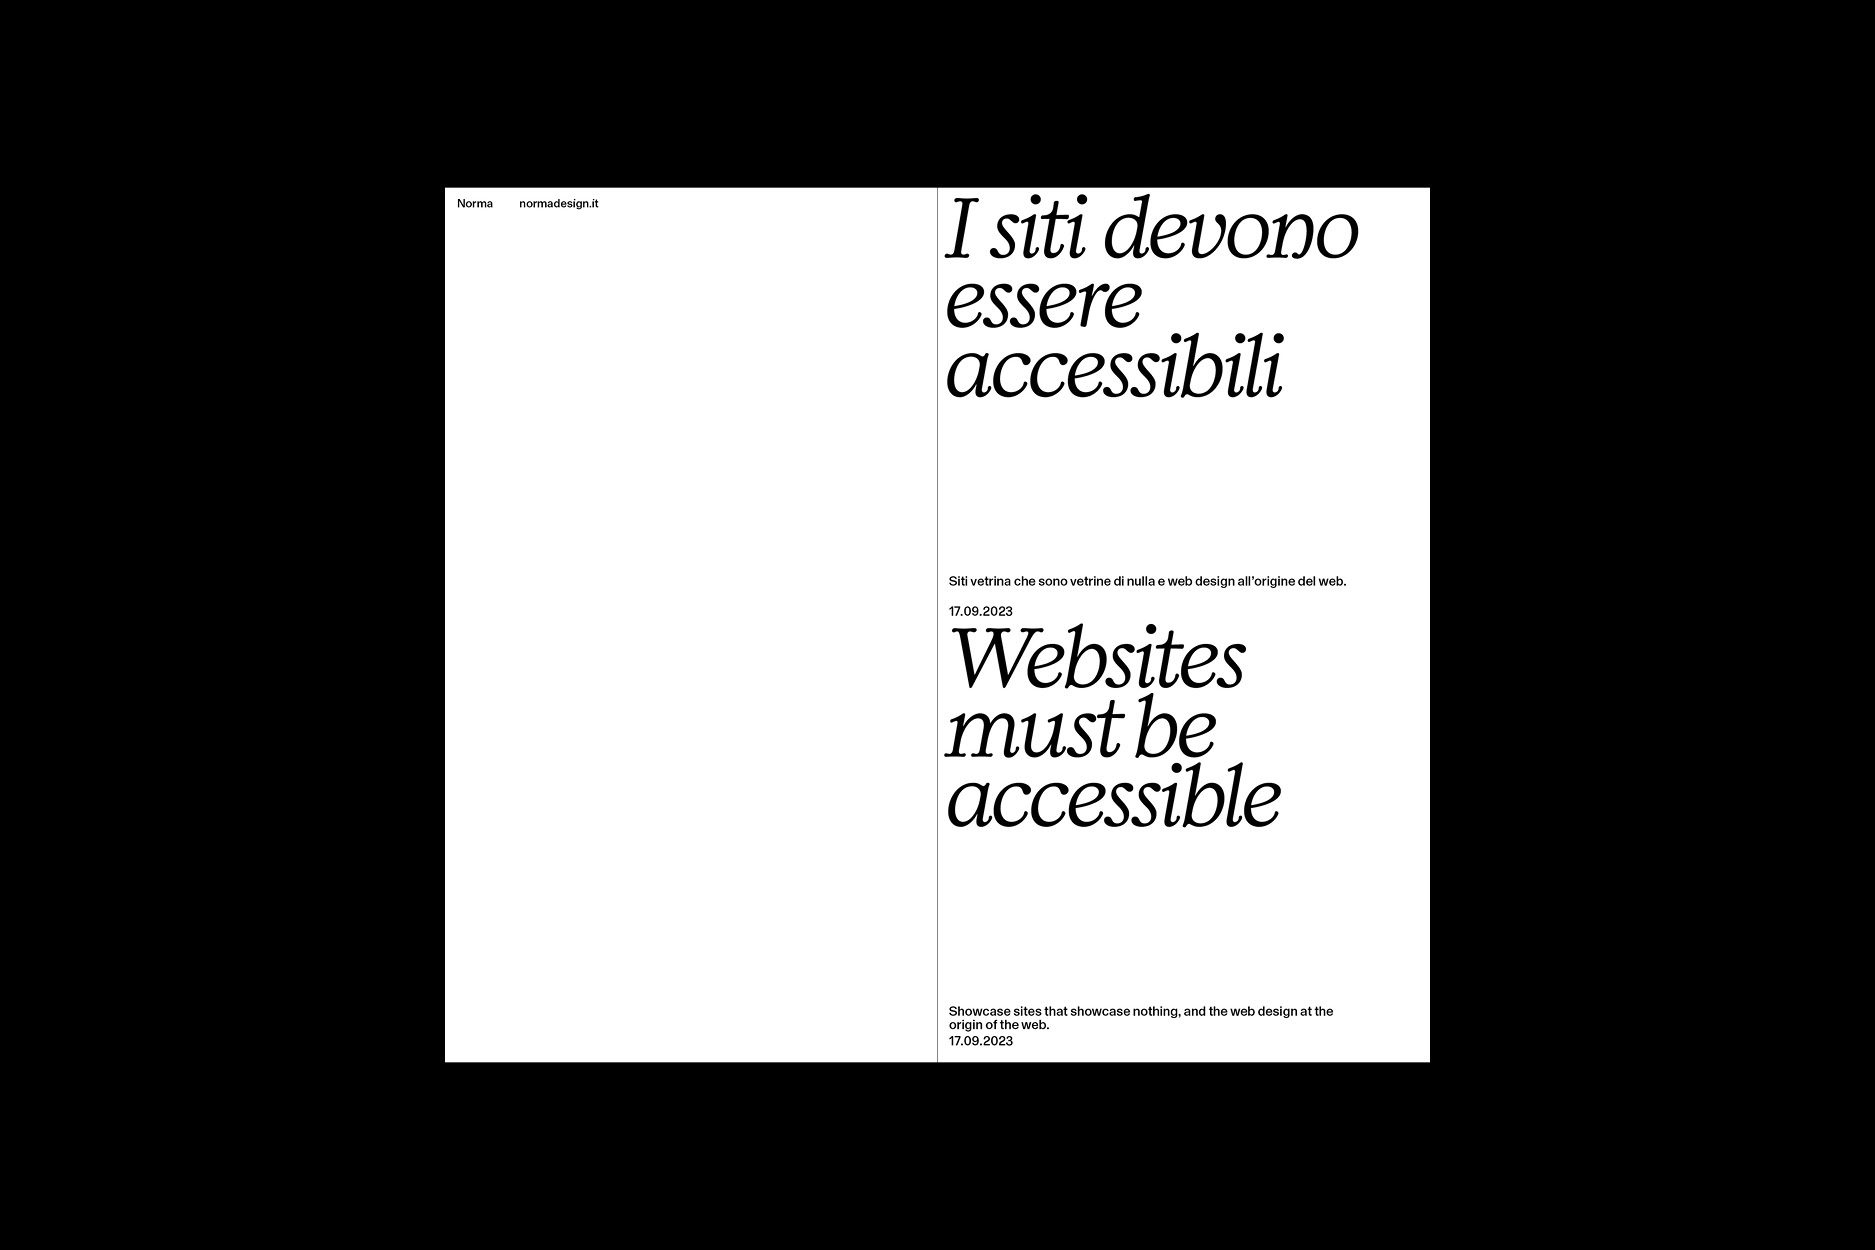 Norma normadesign.it
I siti devono
essere
accessibili
Siti vetrina che sono vetrine di nulla e web design all’origine del web.
17.09.2023
Websites
must be
accessible
Showcase sites that showcase nothing, and the web design at the
origin of the web.
17.09.2023